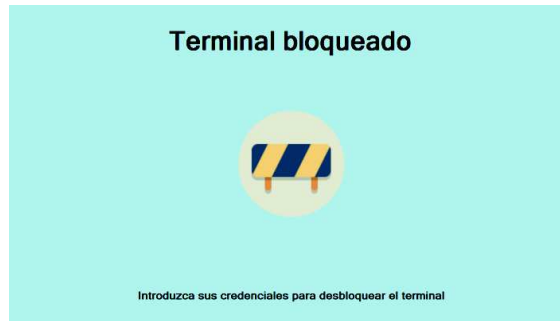 Terminal bloqueado
Introduzca sus credenciales para desbloquear el terminal